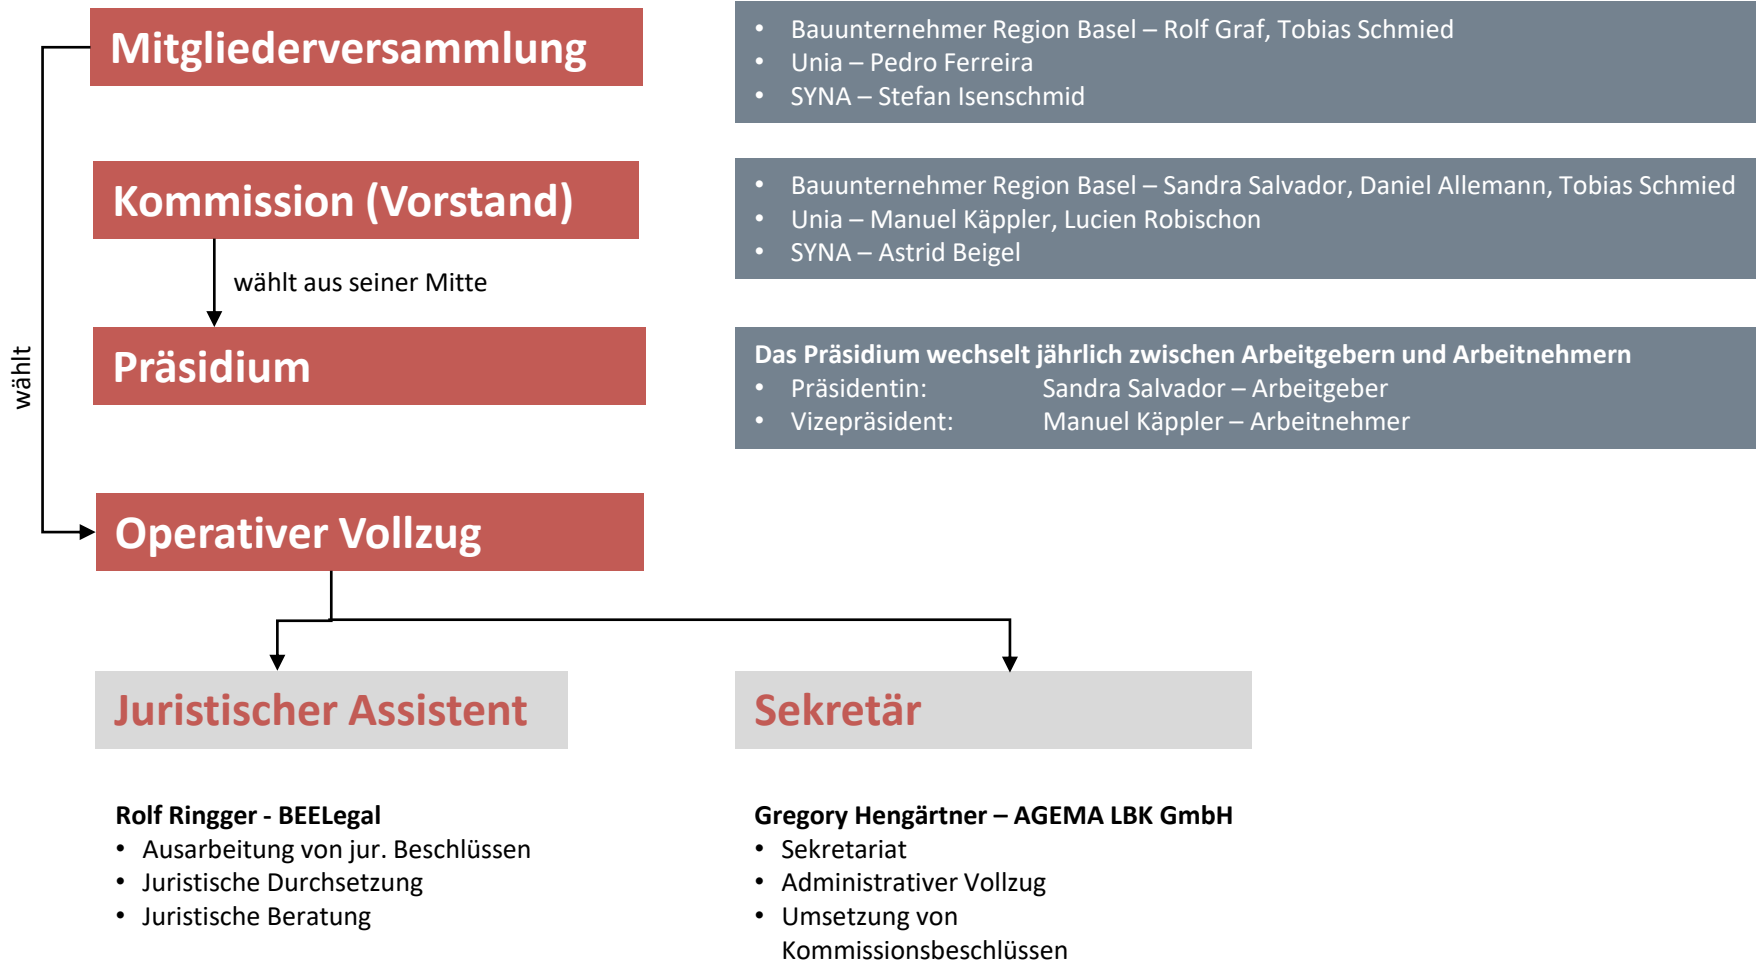 Mitgliederversammlung
• Bauunternehmer Region Basel – Rolf Graf, Tobias Schmied
• Unia – Pedro Ferreira
• SYNA – Stefan Isenschmid
Kommission (Vorstand)
• Bauunternehmer Region Basel – Sandra Salvador, Daniel Allemann, Tobias Schmied
• Unia – Manuel Käppler, Lucien Robischon
• SYNA – Astrid Beigel
wählt aus seiner Mitte
wählt
Präsidium
Das Präsidium wechselt jährlich zwischen Arbeitgebern und Arbeitnehmern
• Präsidentin: Sandra Salvador – Arbeitgeber
• Vizepräsident: Manuel Käppler – Arbeitnehmer
Operativer Vollzug
Juristischer Assistent
Rolf Ringger - BEELegal
• Ausarbeitung von jur. Beschlüssen
• Juristische Durchsetzung
• Juristische Beratung
Sekretär
Gregory Hengärtner – AGEMA LBK GmbH
• Sekretariat
• Administrativer Vollzug
• Umsetzung von
Kommissionsbeschlüssen